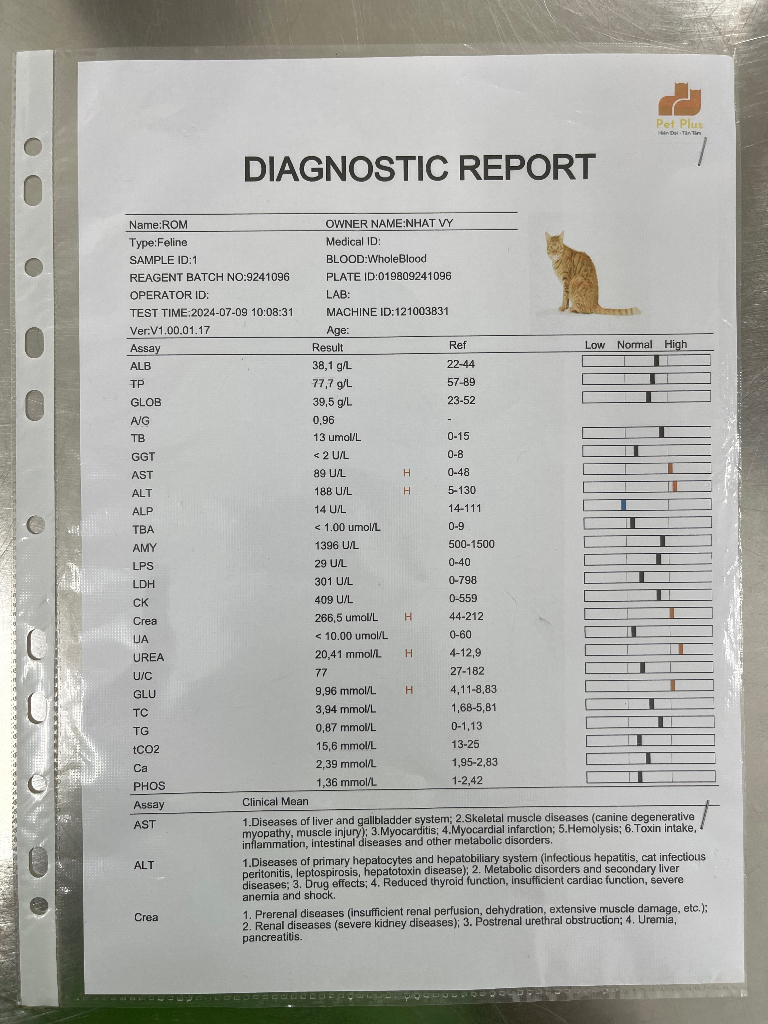 Pet Plus
Hiện Đại - Tận Tâm
DIAGNOSTIC REPORT
Name:ROM OWNER NAME:NHAT VY
Type:Feline Medical ID:
SAMPLE ID:1 BLOOD:WholeBlood
REAGENT BATCH NO:9241096 PLATE ID:019809241096
OPERATOR ID: LAB:
TEST TIME:2024-07-09 10:08:31 MACHINE ID:121003831
Ver:V1.00.01.17 Age:
Assay Result Ref Low Normal High
ALB 38,1 g/L 22-44
TP 77,7 g/L 57-89
GLOB 39,5 g/L 23-52
A/G 0,96 -
TB 13 umol/L 0-15
GGT < 2 U/L 0-8
AST 89 U/L H 0-48
ALT 188 U/L H 5-130
ALP 14 U/L 14-111
TBA < 1.00 umol/L 0-9
AMY 1396 U/L 500-1500
LPS 29 U/L 0-40
LDH 301 U/L 0-798
CK 409 U/L 0-559
Crea 266,5 umol/L H 44-212
UA < 10.00 umol/L 0-60
UREA 20,41 mmol/L H 4-12,9
U/C 77 27-182
GLU 9,96 mmol/L H 4,11-8,83
TC 3,94 mmol/L 1,68-5,81
TG 0,87 mmol/L 0-1,13
tCO2 15,6 mmol/L 13-25
Ca 2,39 mmol/L 1,95-2,83
PHOS 1,36 mmol/L 1-2,42
Assay Clinical Mean
AST 1.Diseases of liver and gallbladder system; 2.Skeletal muscle diseases (canine degenerative
myopathy, muscle injury); 3.Myocarditis; 4.Myocardial infarction; 5.Hemolysis; 6.Toxin intake,
inflammation, intestinal diseases and other metabolic disorders.
ALT 1.Diseases of primary hepatocytes and hepatobiliary system (infectious hepatitis, cat infectious
peritonitis, leptospirosis, hepatotoxin disease); 2. Metabolic disorders and secondary liver
diseases; 3. Drug effects; 4. Reduced thyroid function, insufficient cardiac function, severe
anemia and shock.
Crea 1. Prerenal diseases (insufficient renal perfusion, dehydration, extensive muscle damage, etc.);
2. Renal diseases (severe kidney diseases); 3. Postrenal urethral obstruction; 4. Uremia,
pancreatitis.